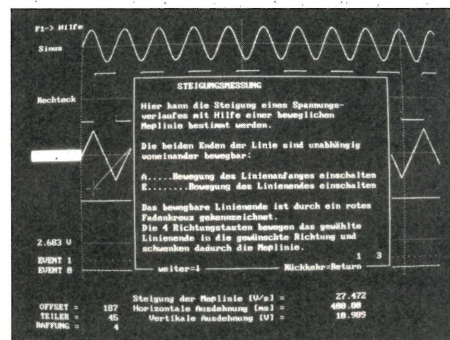 F1-> Hilfe
Sinus
Rechteck
STEIGUNGSMESSUNG
Hier kann die Steigung eines Spannungs-
verlaufes mit Hilfe einer beweglichen
Meplinie bestimmt werden.
Die beiden Enden der Linie sind unabhängig
voneinander bewegbar:
A.....Bewegung des Linienanfanges einschalten
E........Bewegung des Linienendes einschalten
Das bewegbare Linienende ist durch ein rotes
Fadenkreuz gekennzeichnet.
Die 4 Richtungstasten bewegen das gewählte
Linienende in die gewünschte Richtung und
schwenken dadurch die Meplinie.
1 3
weiter=↓ Rückkehr=Return
2.683 V
EVENT 1
EVENT 0
OFFSET = 187
TEILER = 45
RAFFUNG = 4
Steigung der Meplinie [V/s] = 27.472
Horizontale Ausdehnung [ms] = 400.00
Vertikale Ausdehnung [V] = 10.989